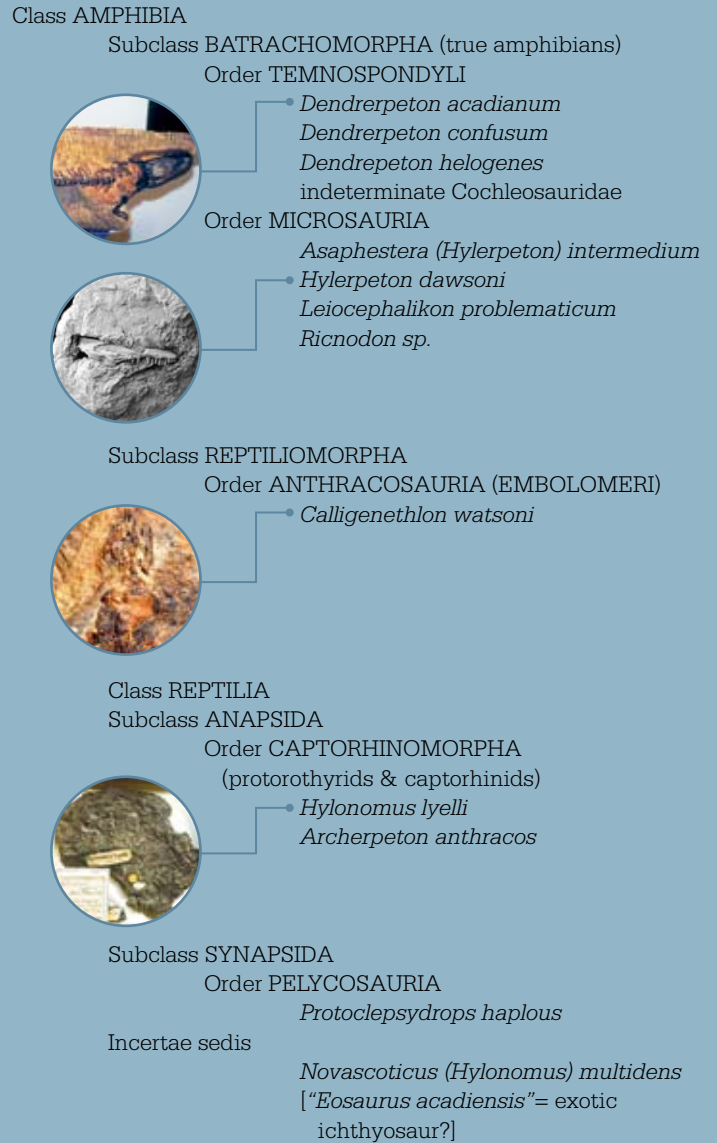 Class AMPHIBIA
Subclass BATRACHOMORPHA (true amphibians)
Order TEMNOSPONDYLI
Dendrerpeton acadianum
Dendrerpeton confusum
Dendrepeton helogenes
indeterminate Cochleosauridae
Order MICROSAURIA
Asaphestera (Hylerpeton) intermedium
Hylerpeton dawsoni
Leiocephalikon problematicum
Ricnodon sp.
Subclass REPTILIOMORPHA
Order ANTHRACOSAURIA (EMBOLOMERI)
Calligenethlon watsoni
Class REPTILIA
Subclass ANAPSIDA
Order CAPTORHINOMORPHA
(protorothyrids & captorhinids)
Hylonomus lyelli
Archerpeton anthracos
Subclass SYNAPSIDA
Order PELYCOSAURIA
Protoclepsydrops haplous
Incertae sedis
Novascoticus (Hylonomus) multidens
[“Eosaurus acadiensis”= exotic
ichthyosaur?]